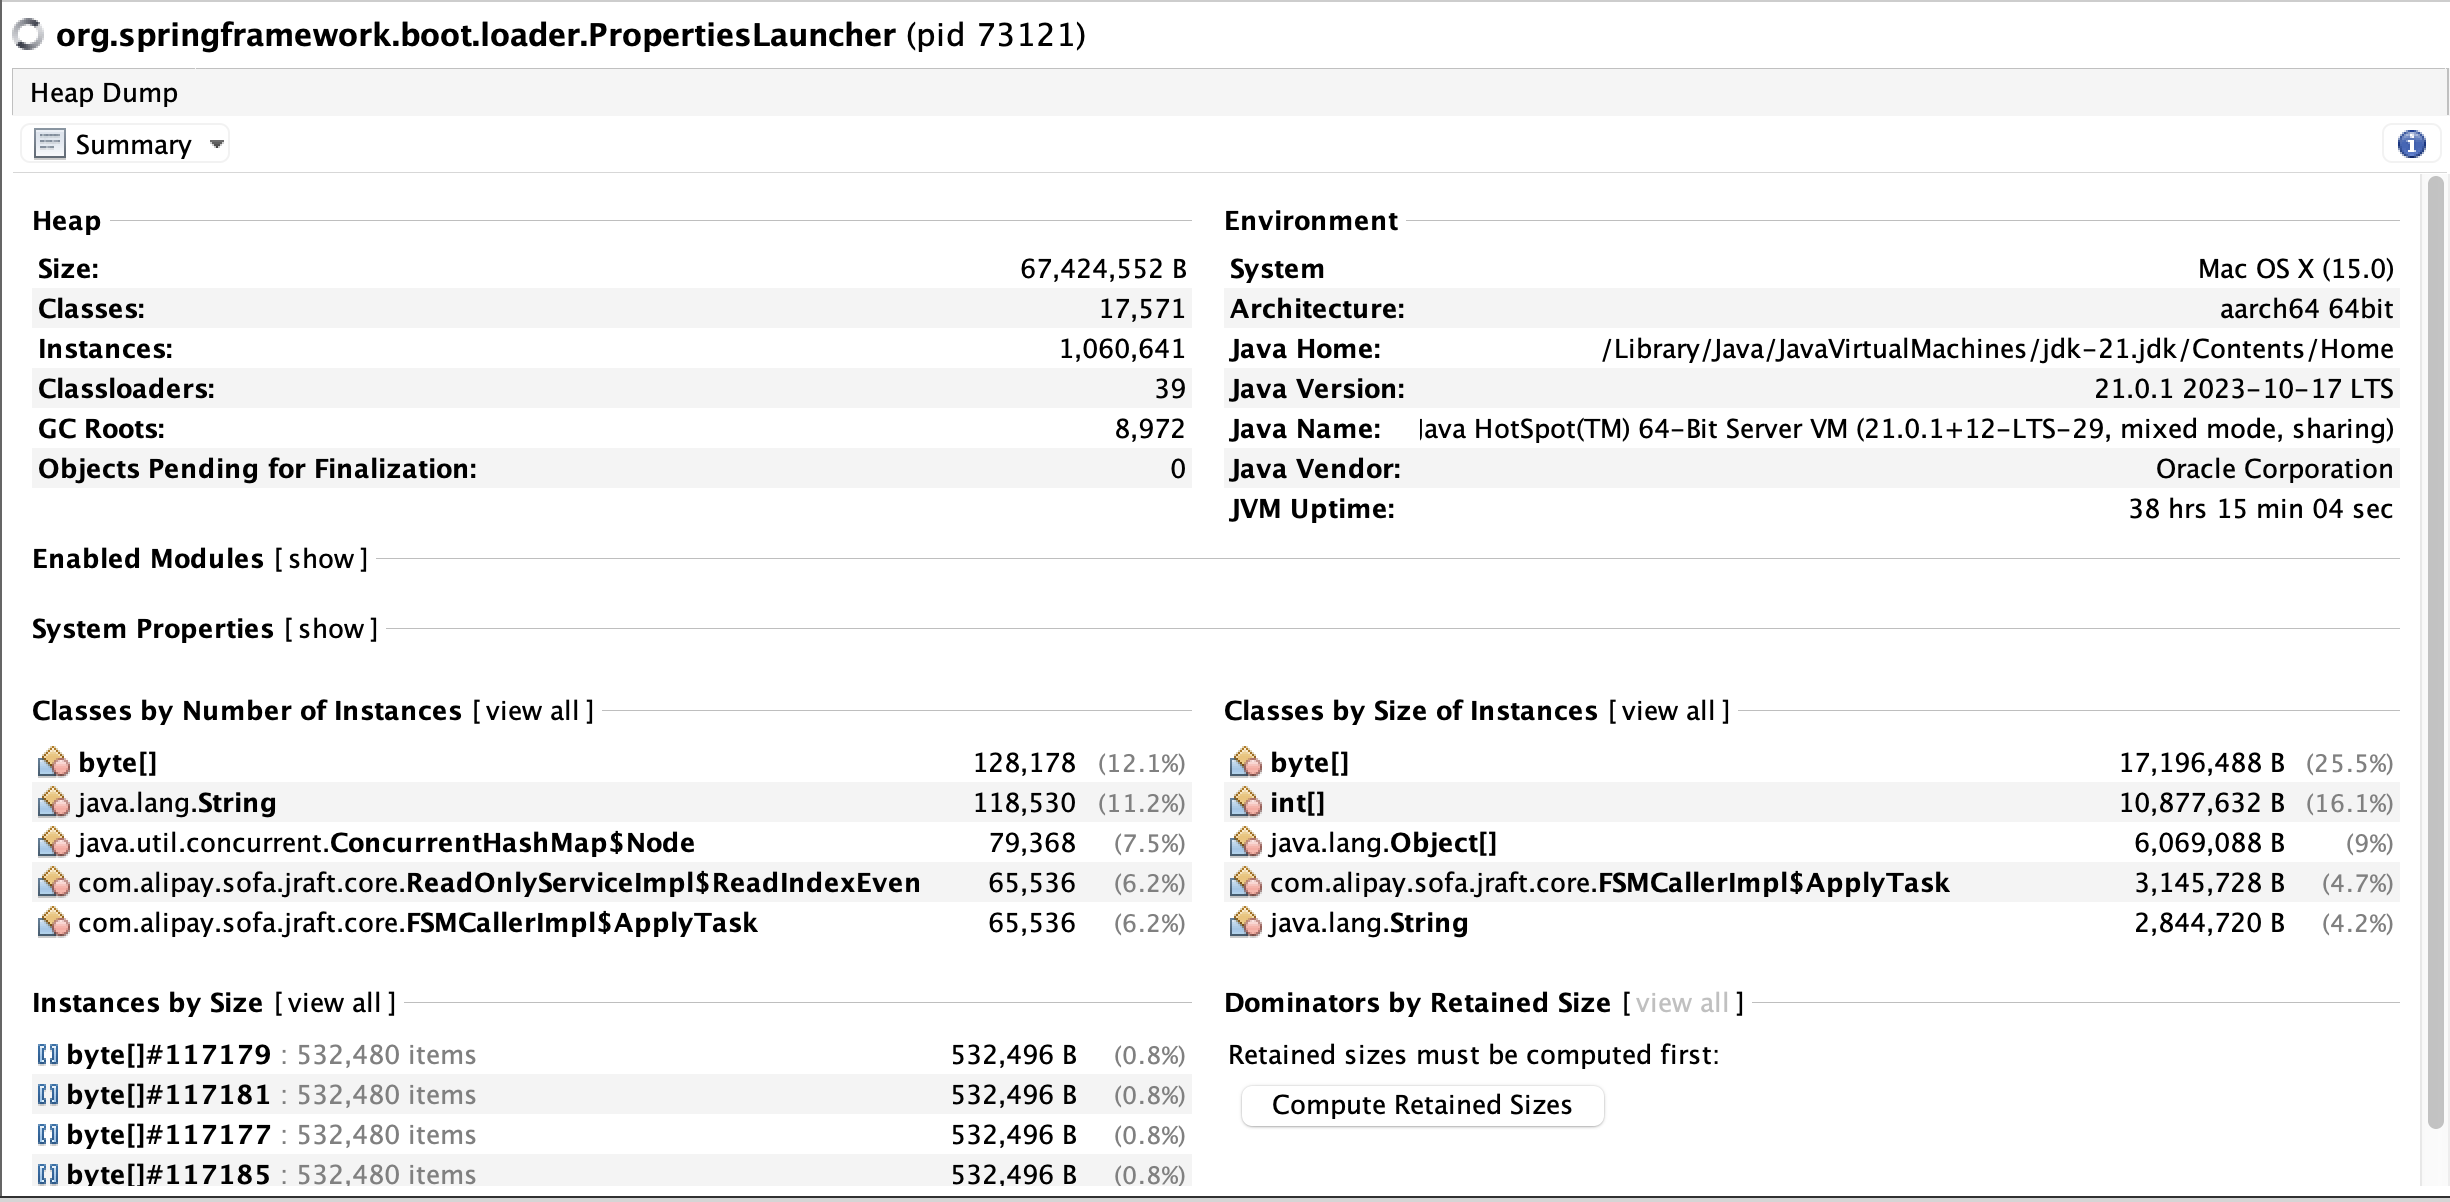 org.springframework.boot.loader.PropertiesLauncher (pid 73121)
Heap Dump
Summary
Heap
Size: 67,424,552 B
Classes: 17,571
Instances: 1,060,641
Classloaders: 39
GC Roots: 8,972
Objects Pending for Finalization: 0
Environment
System Mac OS X (15.0)
Architecture: aarch64 64bit
Java Home: /Library/Java/JavaVirtualMachines/jdk-21.jdk/Contents/Home
Java Version: 21.0.1 2023-10-17 LTS
Java Name: Java HotSpot(TM) 64-Bit Server VM (21.0.1+12-LTS-29, mixed mode, sharing)
Java Vendor: Oracle Corporation
JVM Uptime: 38 hrs 15 min 04 sec
Enabled Modules [ show ]
System Properties [ show ]
Classes by Number of Instances [ view all ]
byte[] 128,178 (12.1%)
java.lang.String 118,530 (11.2%)
java.util.concurrent.ConcurrentHashMap$Node 79,368 (7.5%)
com.alipay.sofa.jraft.core.ReadOnlyServiceImpl$ReadIndexEven 65,536 (6.2%)
com.alipay.sofa.jraft.core.FSMCallerImpl$ApplyTask 65,536 (6.2%)
Classes by Size of Instances [ view all ]
byte[] 17,196,488 B (25.5%)
int[] 10,877,632 B (16.1%)
java.lang.Object[] 6,069,088 B (9%)
com.alipay.sofa.jraft.core.FSMCallerImpl$ApplyTask 3,145,728 B (4.7%)
java.lang.String 2,844,720 B (4.2%)
Instances by Size [ view all ]
byte[]#117179 : 532,480 items 532,496 B (0.8%)
byte[]#117181 : 532,480 items 532,496 B (0.8%)
byte[]#117177 : 532,480 items 532,496 B (0.8%)
byte[]#117185 : 532,480 items 532,496 B (0.8%)
Dominators by Retained Size [ view all ]
Retained sizes must be computed first:
Compute Retained Sizes